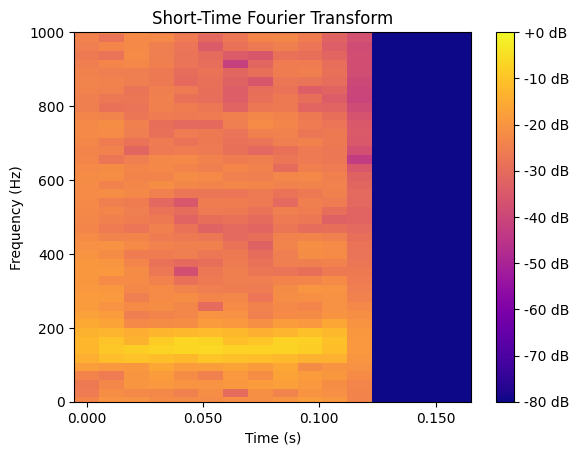 Short-Time Fourier Transform
1000
800
600
400
200
0
Frequency (Hz)
0.000
0.050
0.100
0.150
Time (s)
+0 dB
-10 dB
-20 dB
-30 dB
-40 dB
-50 dB
-60 dB
-70 dB
-80 dB